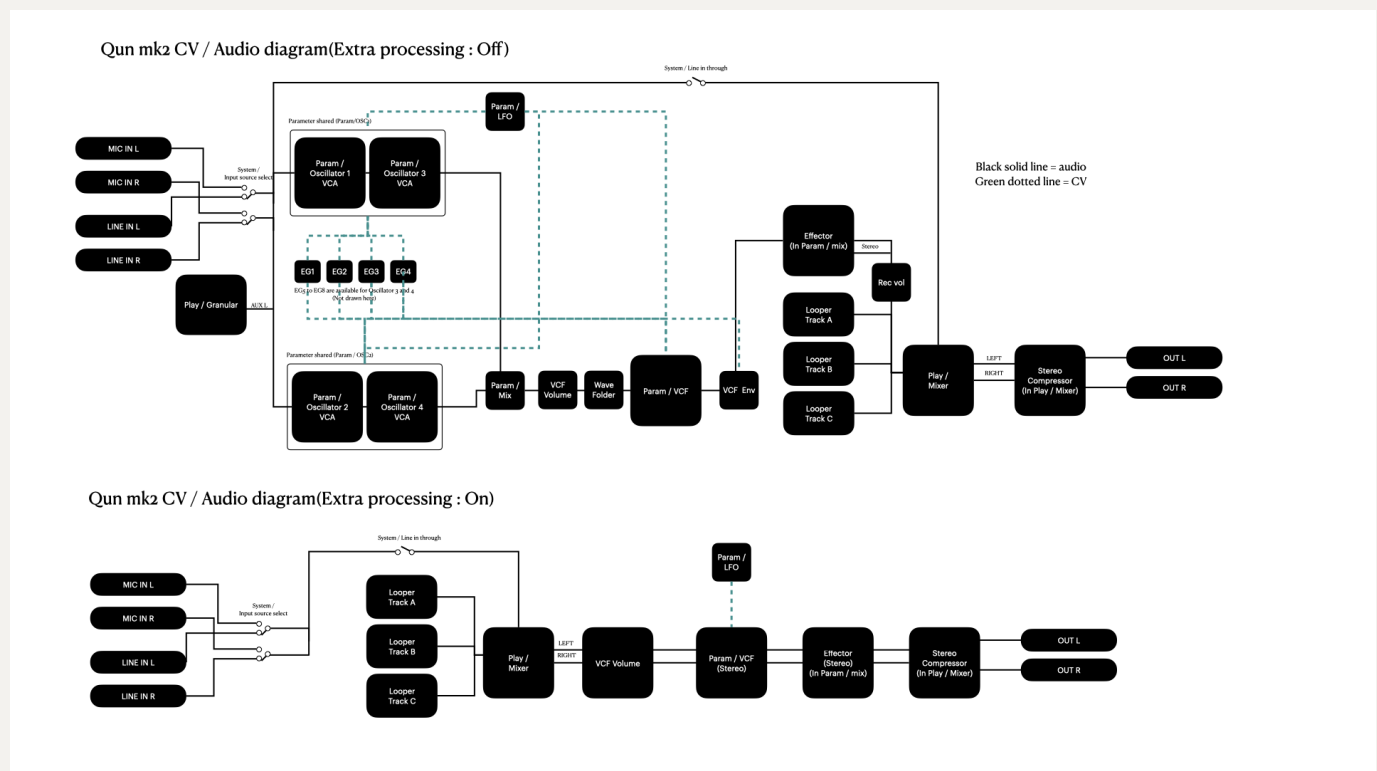 Qun mk2 CV / Audio diagram(Extra processing : Off)
System / Line in through
Param /
LFO
Parameter shared (Param/OSC1)
MIC IN L
MIC IN R
LINE IN L
LINE IN R
System /
Input source select
Param /
Oscillator 1
VCA
Param /
Oscillator 3
VCA
Black solid line = audio
Green dotted line = CV
EG1
EG2
EG3
EG4
EG5 to EG8 are available for Oscillator 3 and 4
(Not drawn here)
Play / Granular
AUX L
Effector
(In Param / mix)
Stereo
Rec vol
Looper
Track A
Looper
Track B
Looper
Track C
Parameter shared (Param / OSC2)
Param /
Oscillator 2
VCA
Param /
Oscillator 4
VCA
Param /
Mix
VCF
Volume
Wave
Folder
Param / VCF
VCF Env
Play /
Mixer
LEFT
RIGHT
Stereo
Compressor
(In Play / Mixer)
OUT L
OUT R
Qun mk2 CV / Audio diagram(Extra processing : On)
System / Line in through
Param /
LFO
MIC IN L
MIC IN R
LINE IN L
LINE IN R
System /
Input source select
Looper
Track A
Looper
Track B
Looper
Track C
Play /
Mixer
LEFT
RIGHT
VCF Volume
Param / VCF
(Stereo)
Effector
(Stereo)
(In Param / mix)
Stereo
Compressor
(In Play / Mixer)
OUT L
OUT R